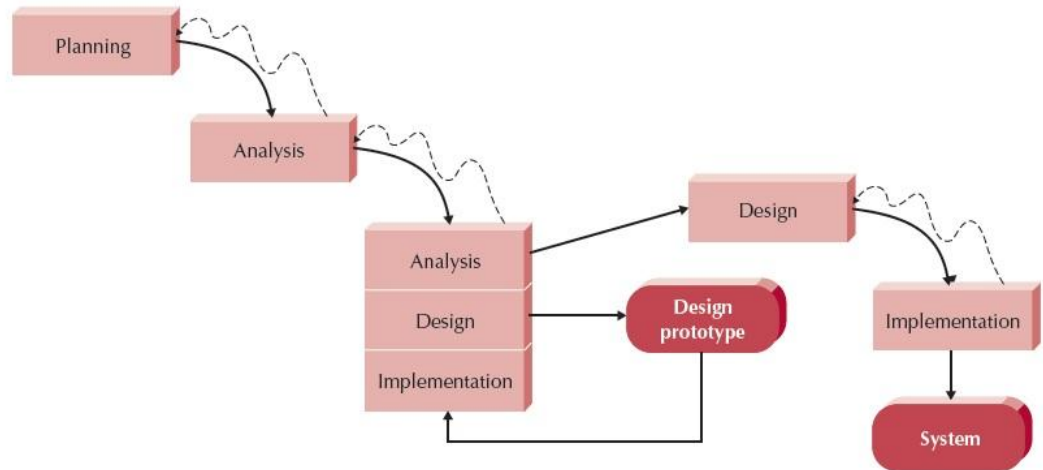 Planning
Analysis
Analysis
Design
Implementation
Design
prototype
Design
Implementation
System